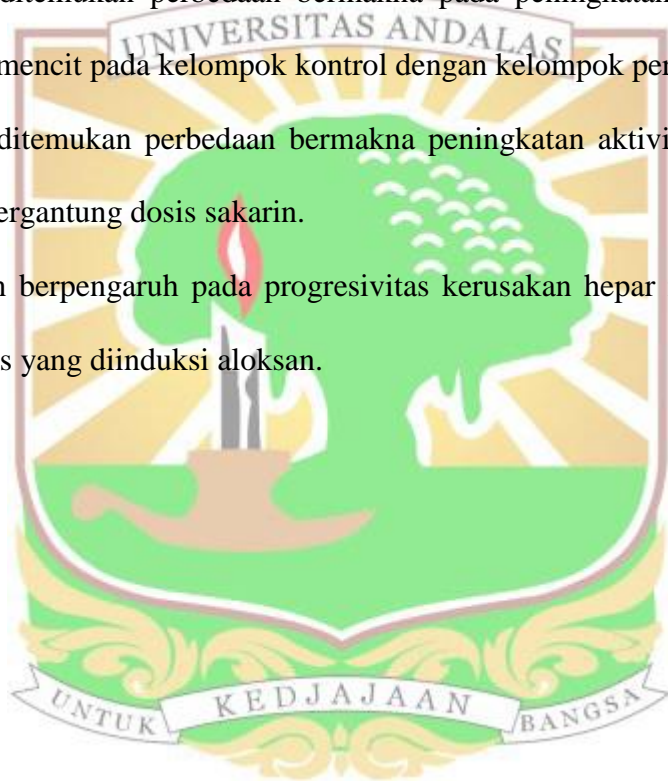 ditemukan perbedaan bermakna pada peningkatan
UNIVERSITAS ANDALAS
mencit pada kelompok kontrol dengan kelompok per
ditemukan perbedaan bermakna peningkatan aktivi
ergantung dosis sakarin.
berpengaruh pada progresivitas kerusakan hepar
s yang diinduksi aloksan.
UNTUK KEDJAJAAN BANGSA